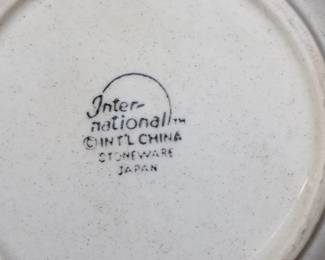 Inter-
national™
© INT'L CHINA
STONEWARE
JAPAN